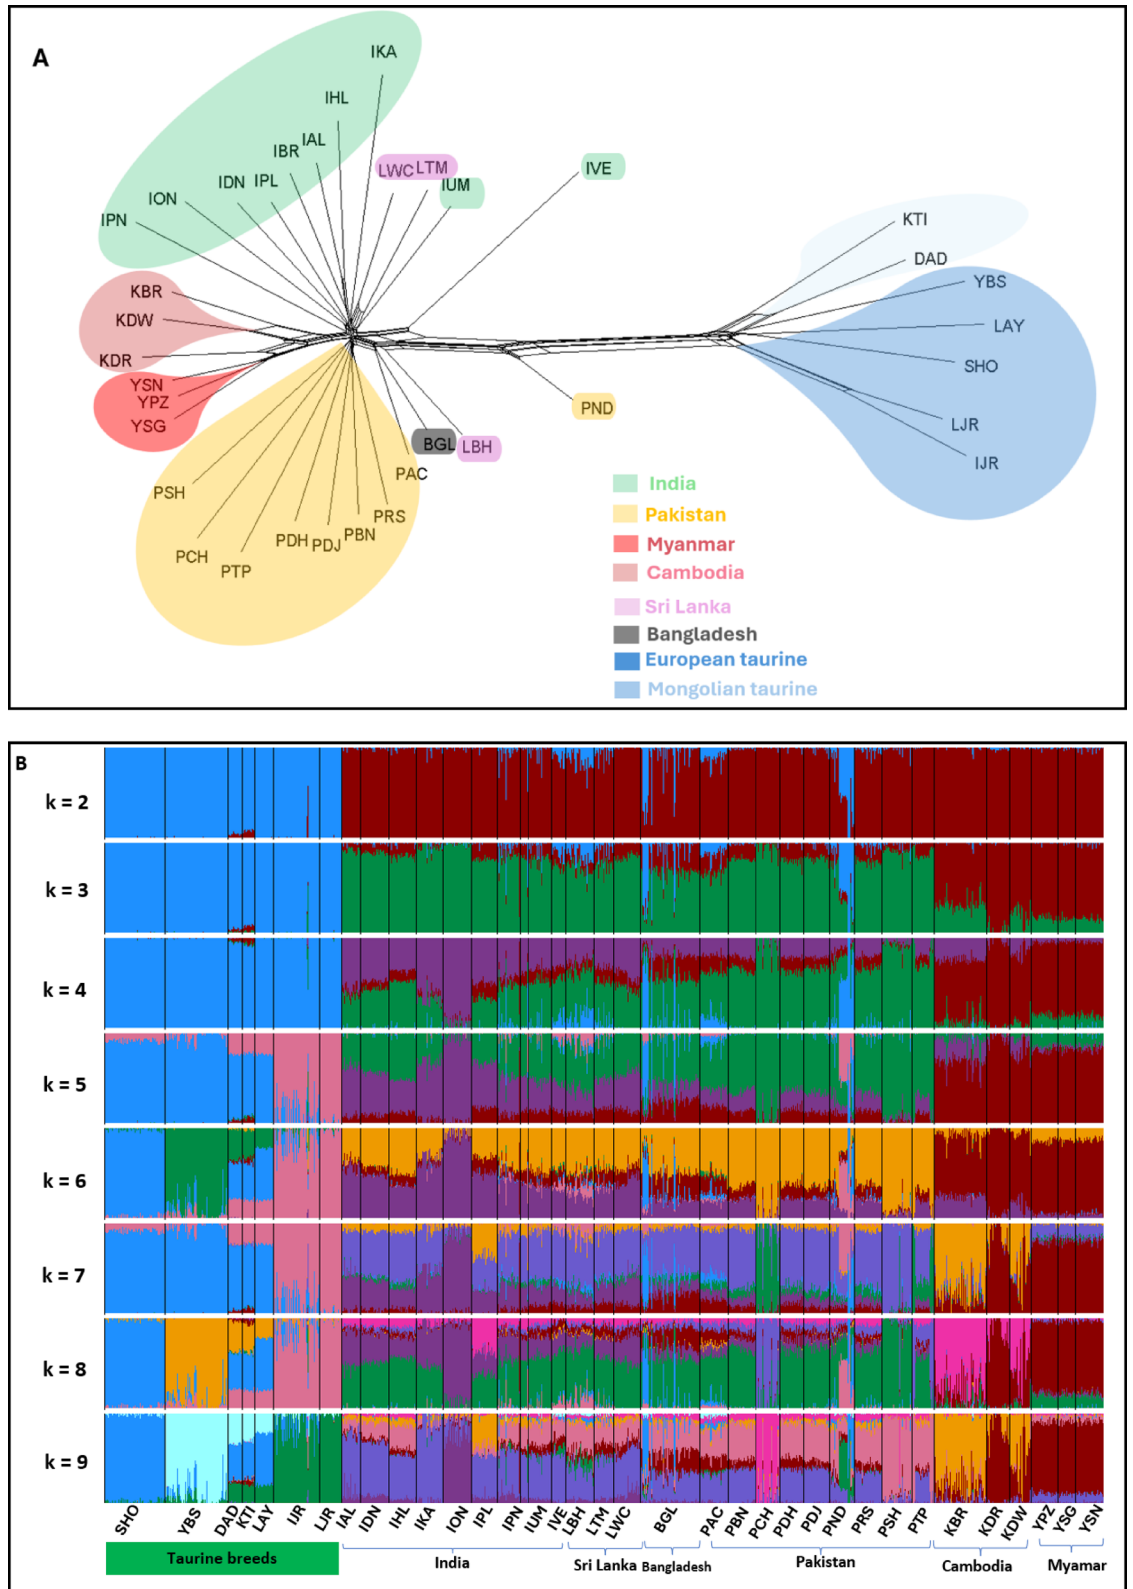 A
IKA
IHL
IAL
IBR
IDN
IPL
ION
IPN
LWC
LTM
IUM
IVE
KTI
DAD
YBS
LAY
SHO
LJR
IJR
KBR
KDW
KDR
YSN
YPZ
YSG
PND
BGL
LBH
PAC
PSH
PCH
PTP
PDH
PDJ
PBN
PRS
India
Pakistan
Myanmar
Cambodia
Sri Lanka
Bangladesh
European taurine
Mongolian taurine
B
k = 2
k = 3
k = 4
k = 5
k = 6
k = 7
k = 8
k = 9
SHO YBS DAD KTI LAY IJR LJR IAL IDN IHL IKA ION IPL IPN IUM IVE LBH LTM LWC BGL PAC PBN PCH PDH PDJ PND PRS PSH PTP KBR KDR KDW YPZ YSG YSN
Taurine breeds India Sri Lanka Bangladesh Pakistan Cambodia Myamar